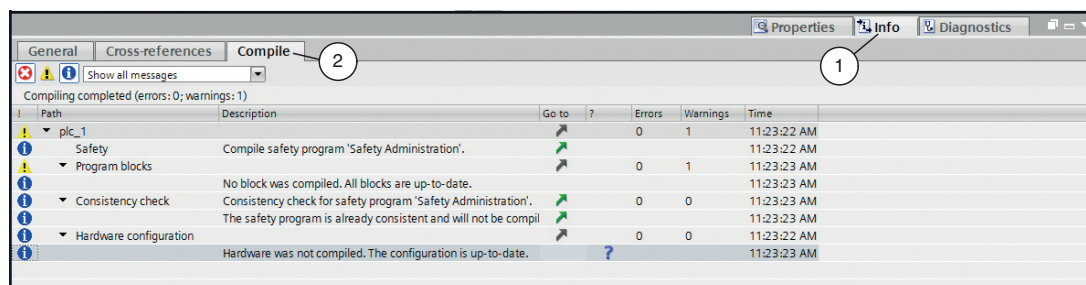 Properties Info Diagnostics
1
General Cross-references Compile
2
Show all messages
Compiling completed (errors: 0; warnings: 1)
! Path Description Go to ? Errors Warnings Time
plc_1 0 1 11:23:22 AM
Safety Compile safety program 'Safety Administration'. 11:23:22 AM
Program blocks 0 1 11:23:23 AM
No block was compiled. All blocks are up-to-date. 11:23:23 AM
Consistency check Consistency check for safety program 'Safety Administration'. 0 0 11:23:23 AM
The safety program is already consistent and will not be compil 11:23:23 AM
Hardware configuration 0 0 11:23:22 AM
Hardware was not compiled. The configuration is up-to-date. ? 11:23:23 AM